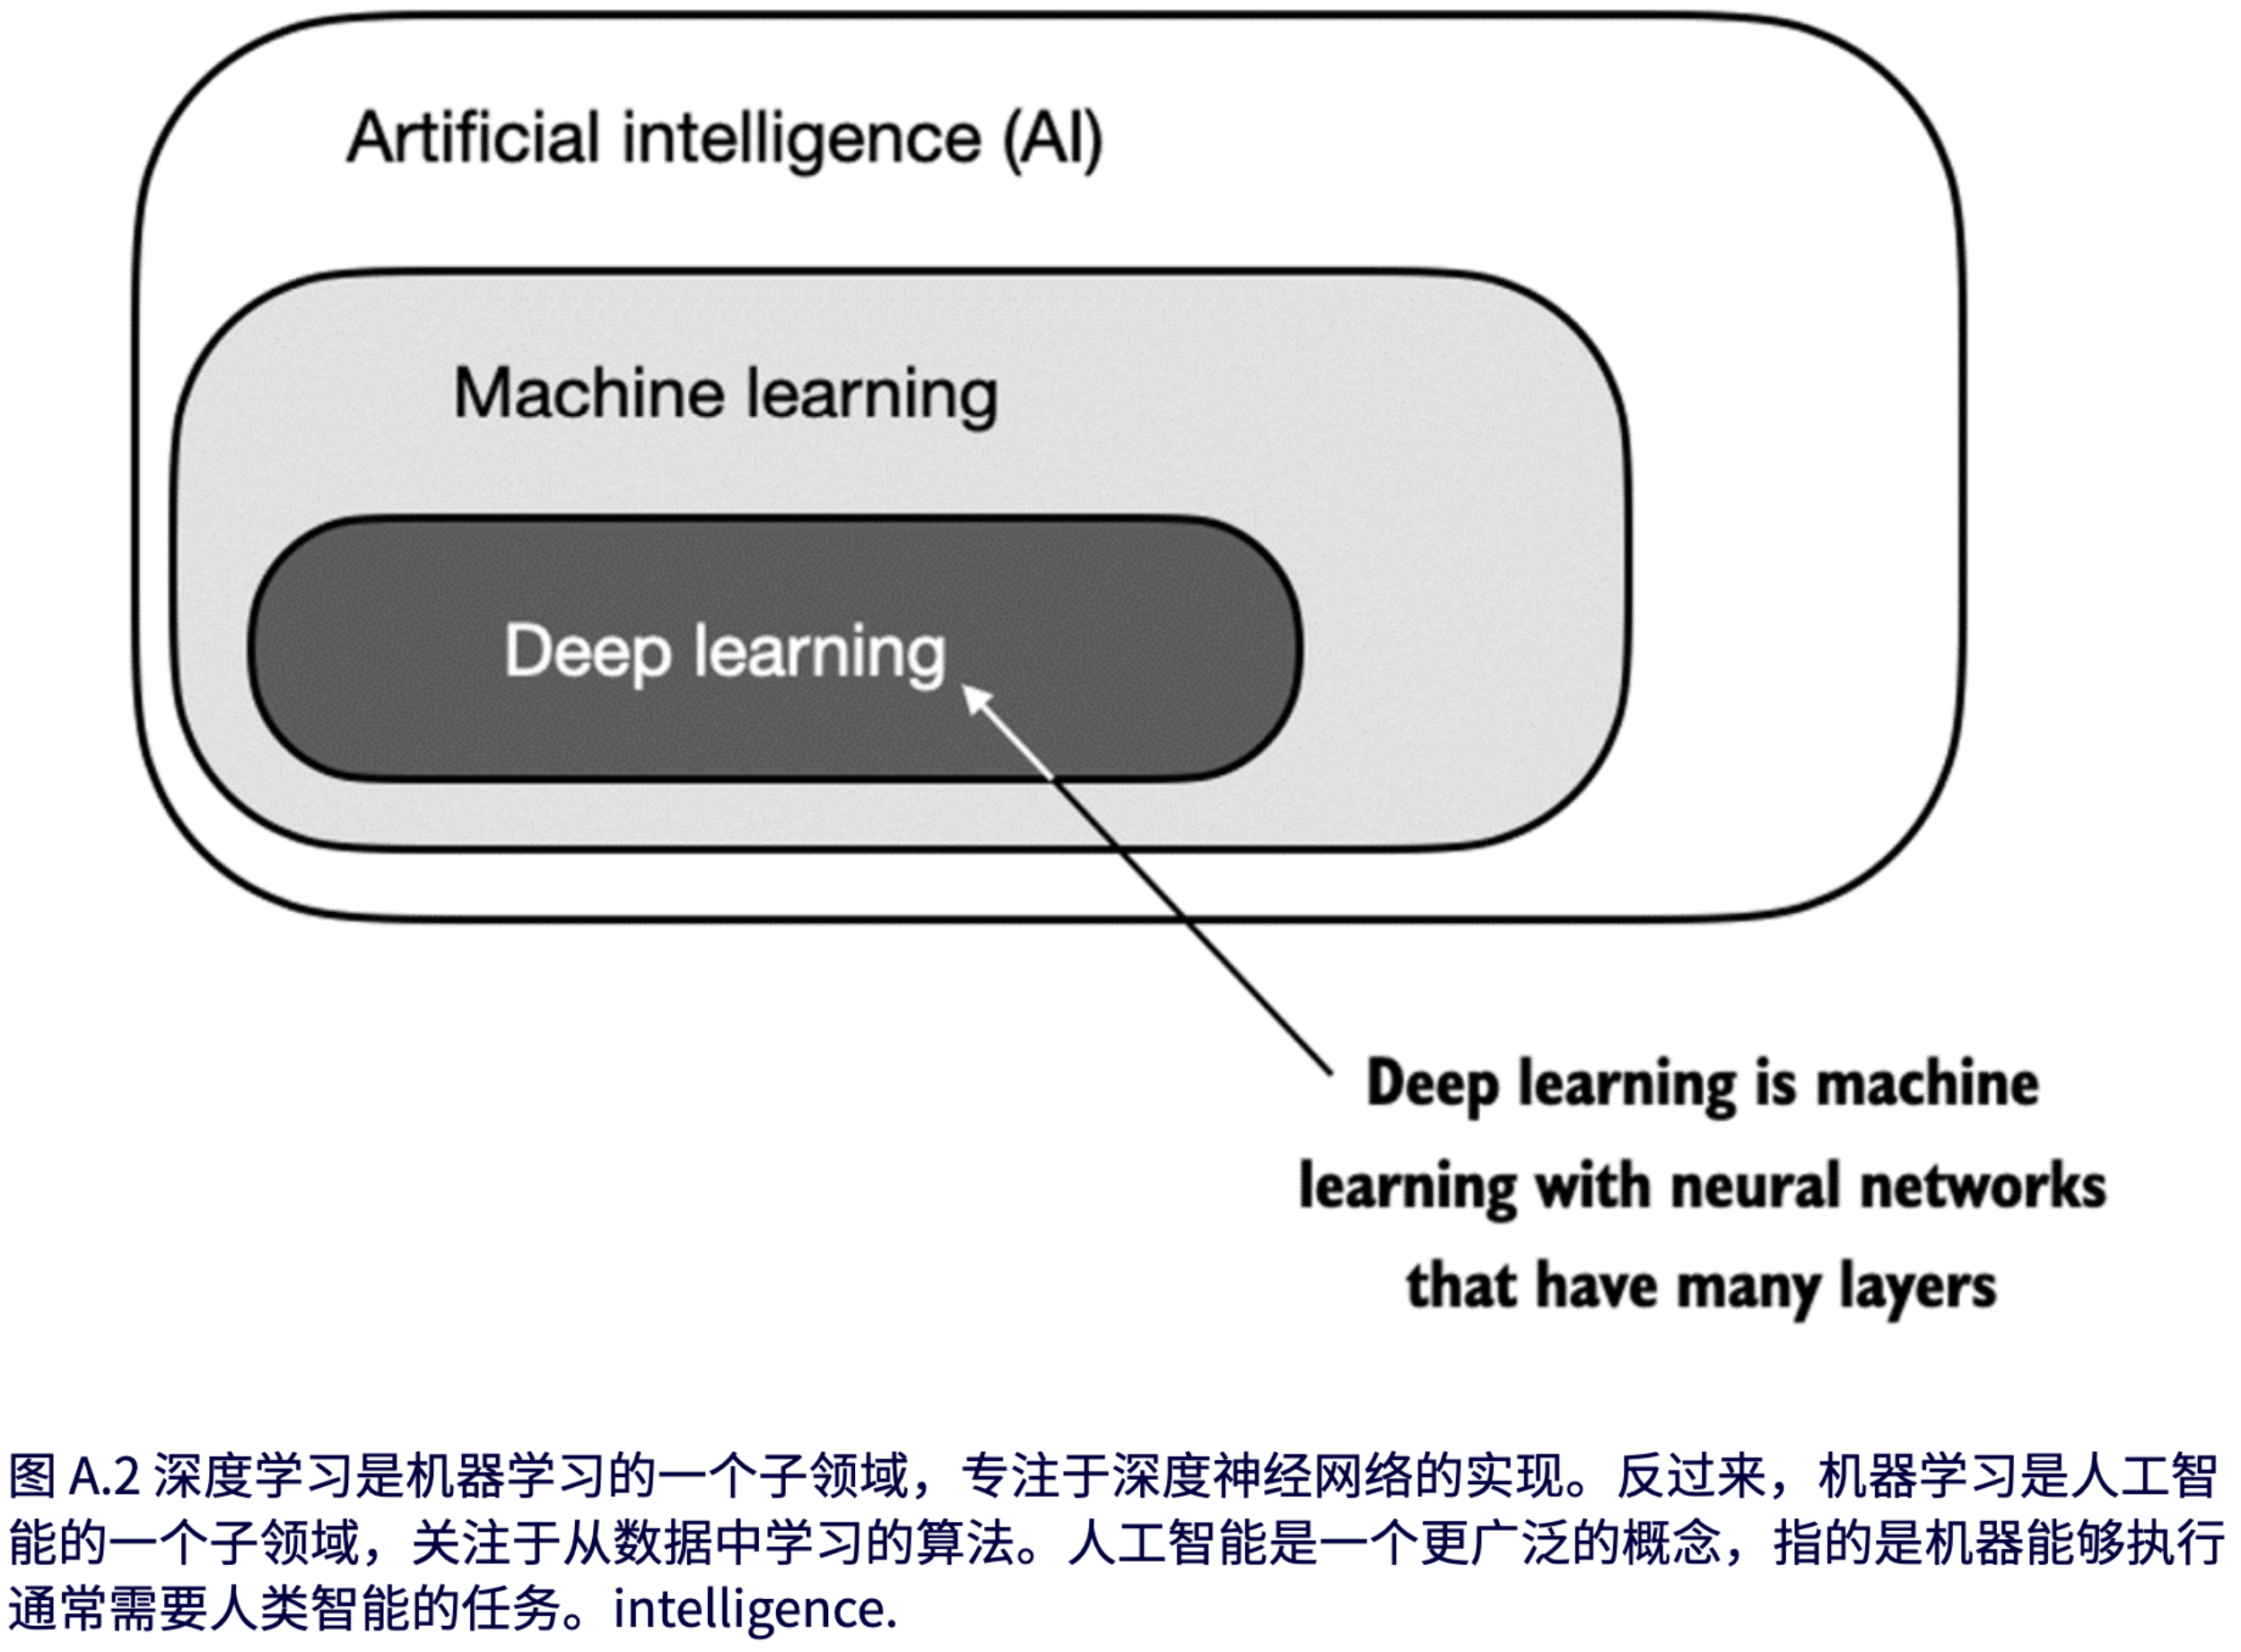 Artificial intelligence (AI)
Machine learning
Deep learning
Deep learning is machine
learning with neural networks
that have many layers
图 A.2 深度学习是机器学习的一个子领域，专注于深度神经网络的实现。反过来，机器学习是人工智
能的一个子领域，关注于从数据中学习的算法。人工智能是一个更广泛的概念，指的是机器能够执行
通常需要人类智能的任务。intelligence.